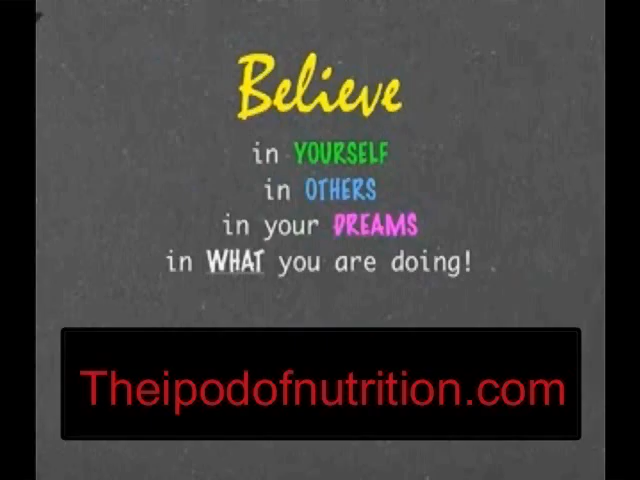 Believe
in YOURSELF
in OTHERS
in your DREAMS
in WHAT you are doing!
Theipodofnutrition.com